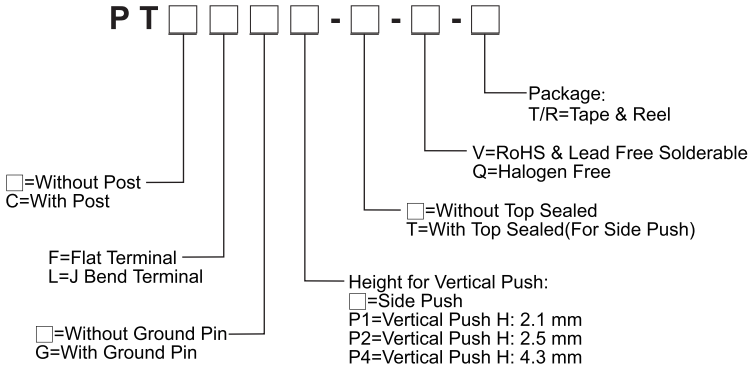 PT□□□□-□-□-□
Package:
T/R=Tape & Reel
V=RoHS & Lead Free Solderable
Q=Halogen Free
□=Without Post
C=With Post
□=Without Top Sealed
T=With Top Sealed(For Side Push)
F=Flat Terminal
L=J Bend Terminal
Height for Vertical Push:
□=Side Push
P1=Vertical Push H: 2.1 mm
P2=Vertical Push H: 2.5 mm
P4=Vertical Push H: 4.3 mm
□=Without Ground Pin
G=With Ground Pin